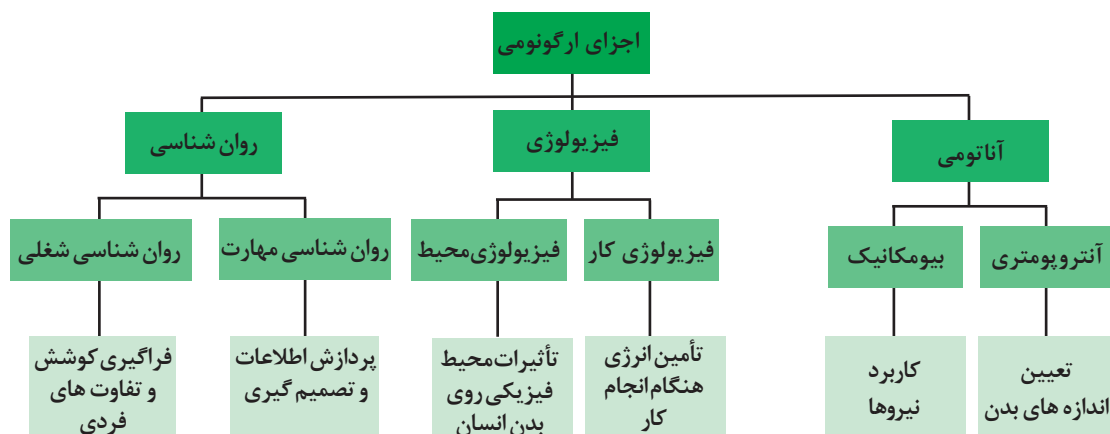 اجزای ارگونومی
آناتومی
فیزیولوژی
روان شناسی
آنتروپومتری
بیومکانیک
فیزیولوژی کار
فیزیولوژی محیط
روان شناسی مهارت
روان شناسی شغلی
تعیین
اندازه های بدن
کاربرد
نیروها
تأمین انرژی
هنگام انجام
کار
تأثیرات محیط
فیزیکی روی
بدن انسان
پردازش اطلاعات
و تصمیم گیری
فراگیری کوشش
و تفاوت های
فردی